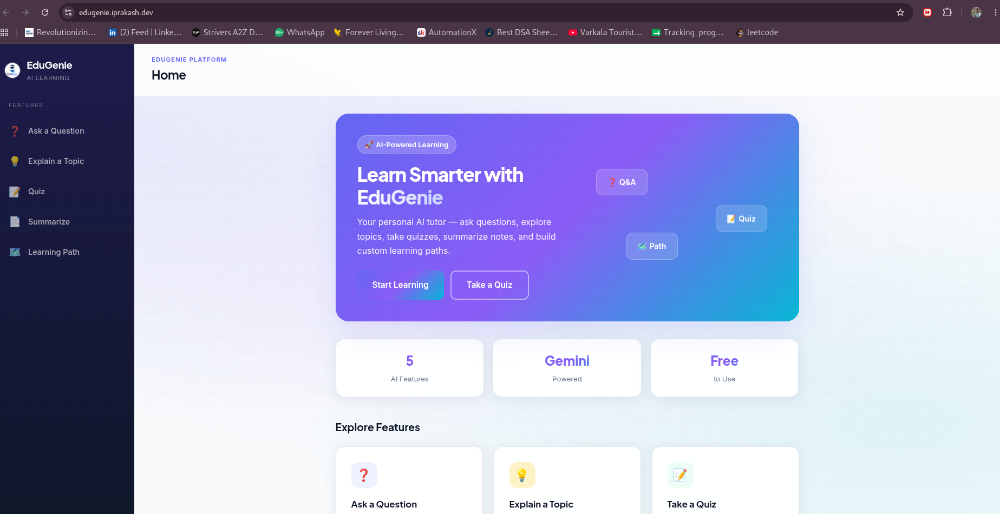 edugenie.iprakash.dev
Revolutionizin... (2) Feed | Linke... Strivers A2Z D... WhatsApp Forever Living... AutomationX Best DSA Shee... Varkala Tourist... Tracking_prog... leetcode
EduGenie
AI LEARNING
FEATURES
❓ Ask a Question
💡 Explain a Topic
📝 Quiz
📄 Summarize
🗺️ Learning Path
EDUGENIE PLATFORM
Home
🚀 AI-Powered Learning
Learn Smarter with
EduGenie
Your personal AI tutor — ask questions, explore
topics, take quizzes, summarize notes, and build
custom learning paths.
Start Learning
Take a Quiz
❓ Q&A
📝 Quiz
🗺️ Path
5
AI Features
Gemini
Powered
Free
to Use
Explore Features
❓
Ask a Question
💡
Explain a Topic
📝
Take a Quiz